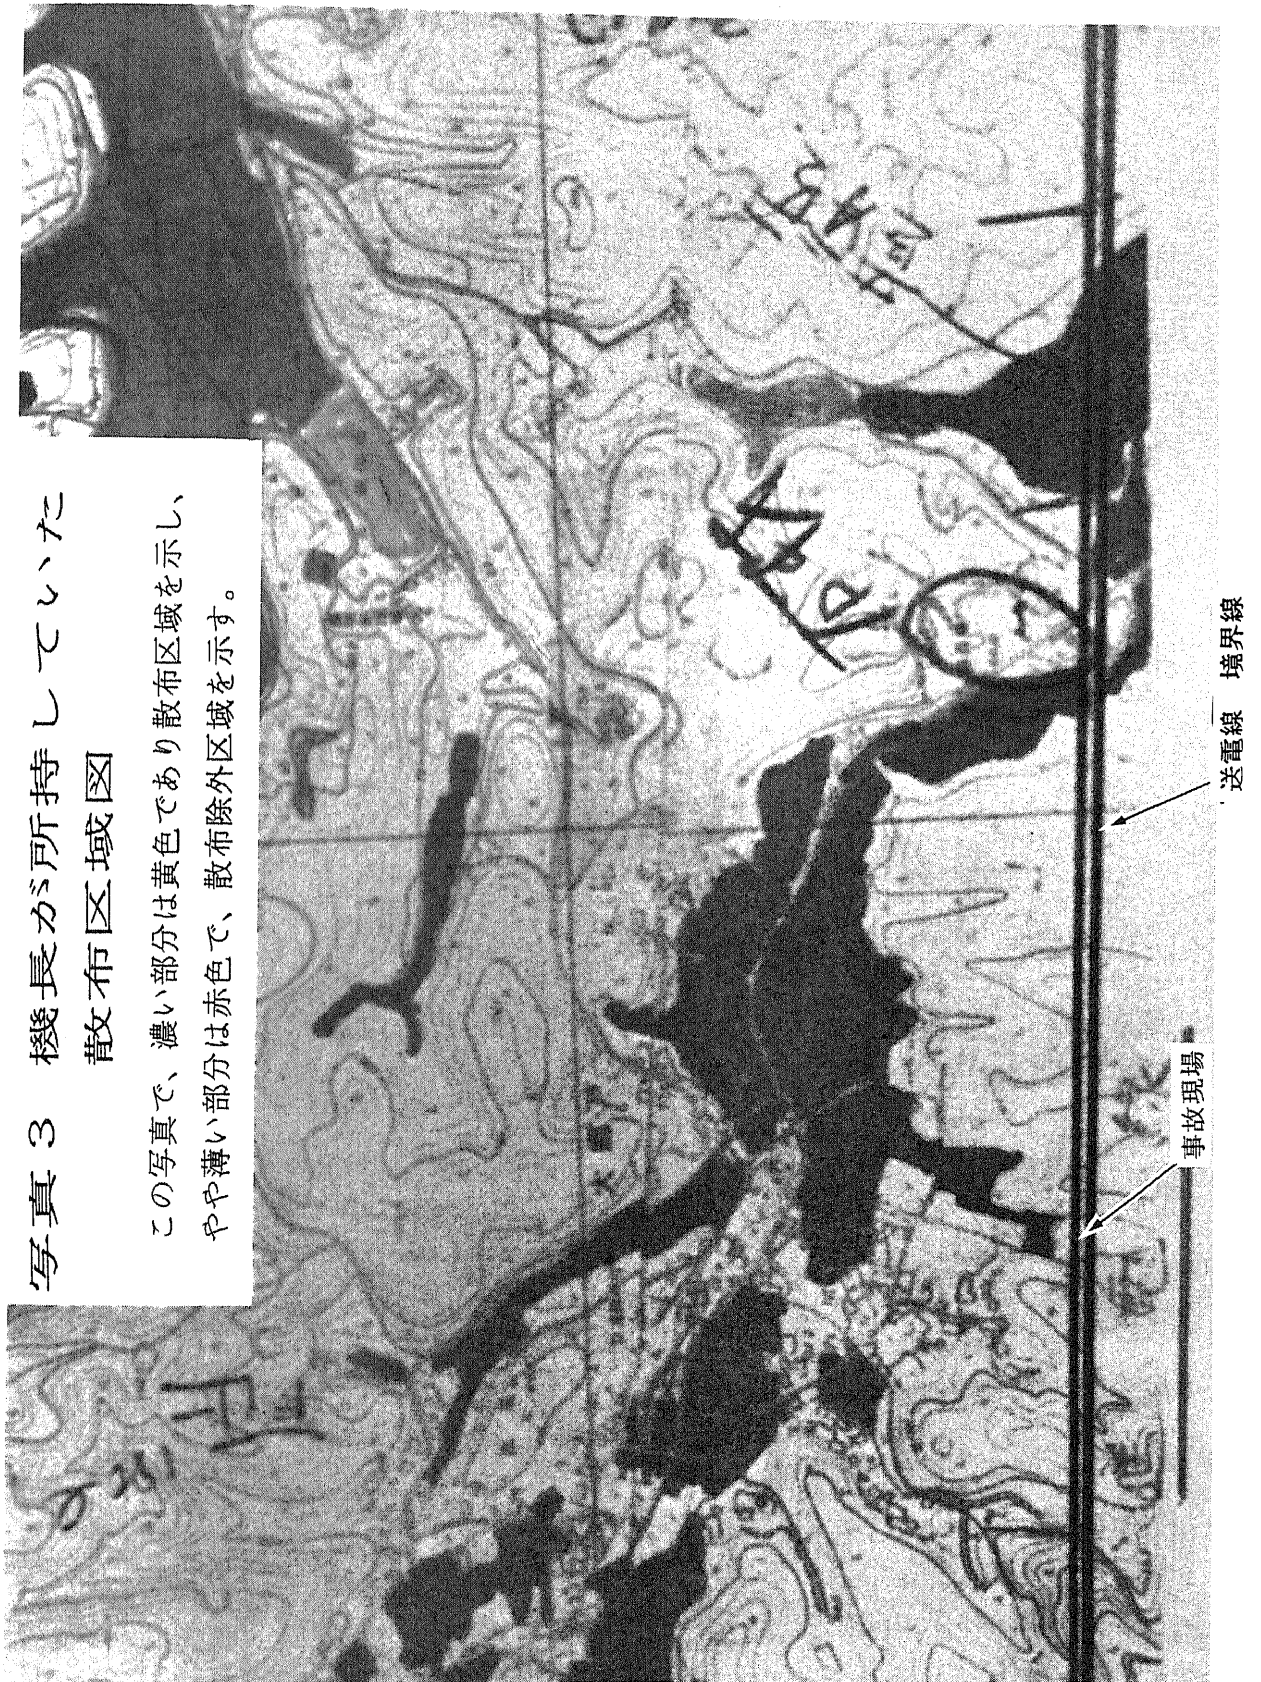 写真3 機長が所持していた
散布区域図
この写真で、濃い部分は黄色であり散布区域を示し、
やや薄い部分は赤色で、散布除外区域を示す。
事故現場
送電線
境界線